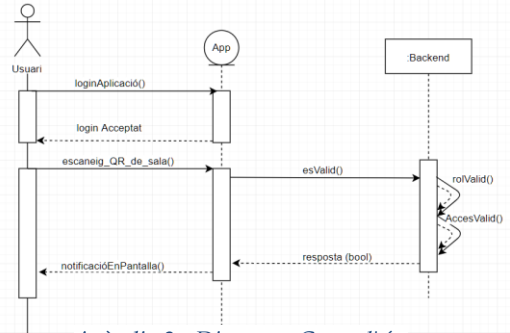 Usuari
App
:Backend
loginAplicació()
login Acceptat
escaneig_QR_de_sala()
esValid()
rolValid()
AccesValid()
resposta (bool)
notificacióEnPantalla()